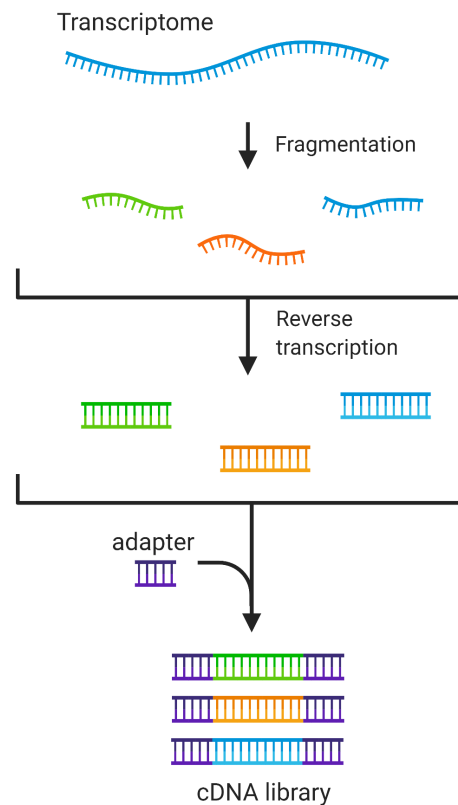 Transcriptome
Fragmentation
Reverse
transcription
adapter
cDNA library